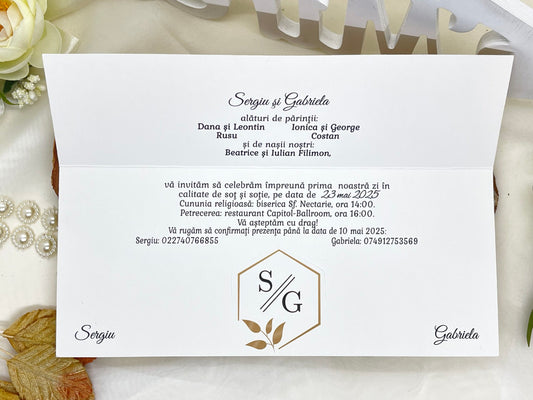 Sergiu și Gabriela
alături de părinții:
Dana și Leontin Ionica și George
Rusu Costan
și de nașii noștri:
Beatrice și Iulian Filimon,
vă invităm să celebrăm împreună prima noastră zi în
calitate de soț și soție, pe data de 23 mai 2025
Cununia religioasă: biserica Sf. Nectarie, ora 14:00.
Petrecerea: restaurant Capitol-Ballroom, ora 16:00.
Vă așteptăm cu drag!
Vă rugăm să confirmați prezența până la data de 10 mai 2025:
Sergiu: 022740766855 Gabriela: 074912753569
S
G
Sergiu Gabriela